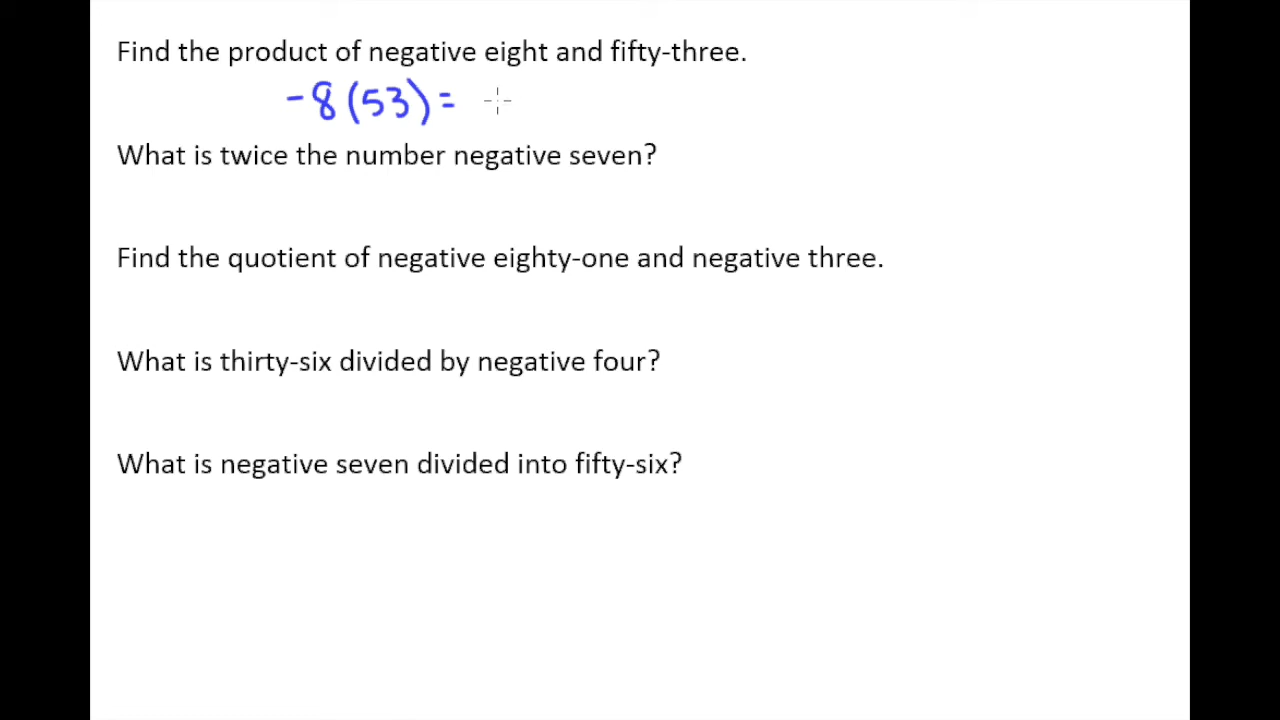 Find the product of negative eight and fifty-three.
-8(53)=
What is twice the number negative seven?
Find the quotient of negative eighty-one and negative three.
What is thirty-six divided by negative four?
What is negative seven divided into fifty-six?